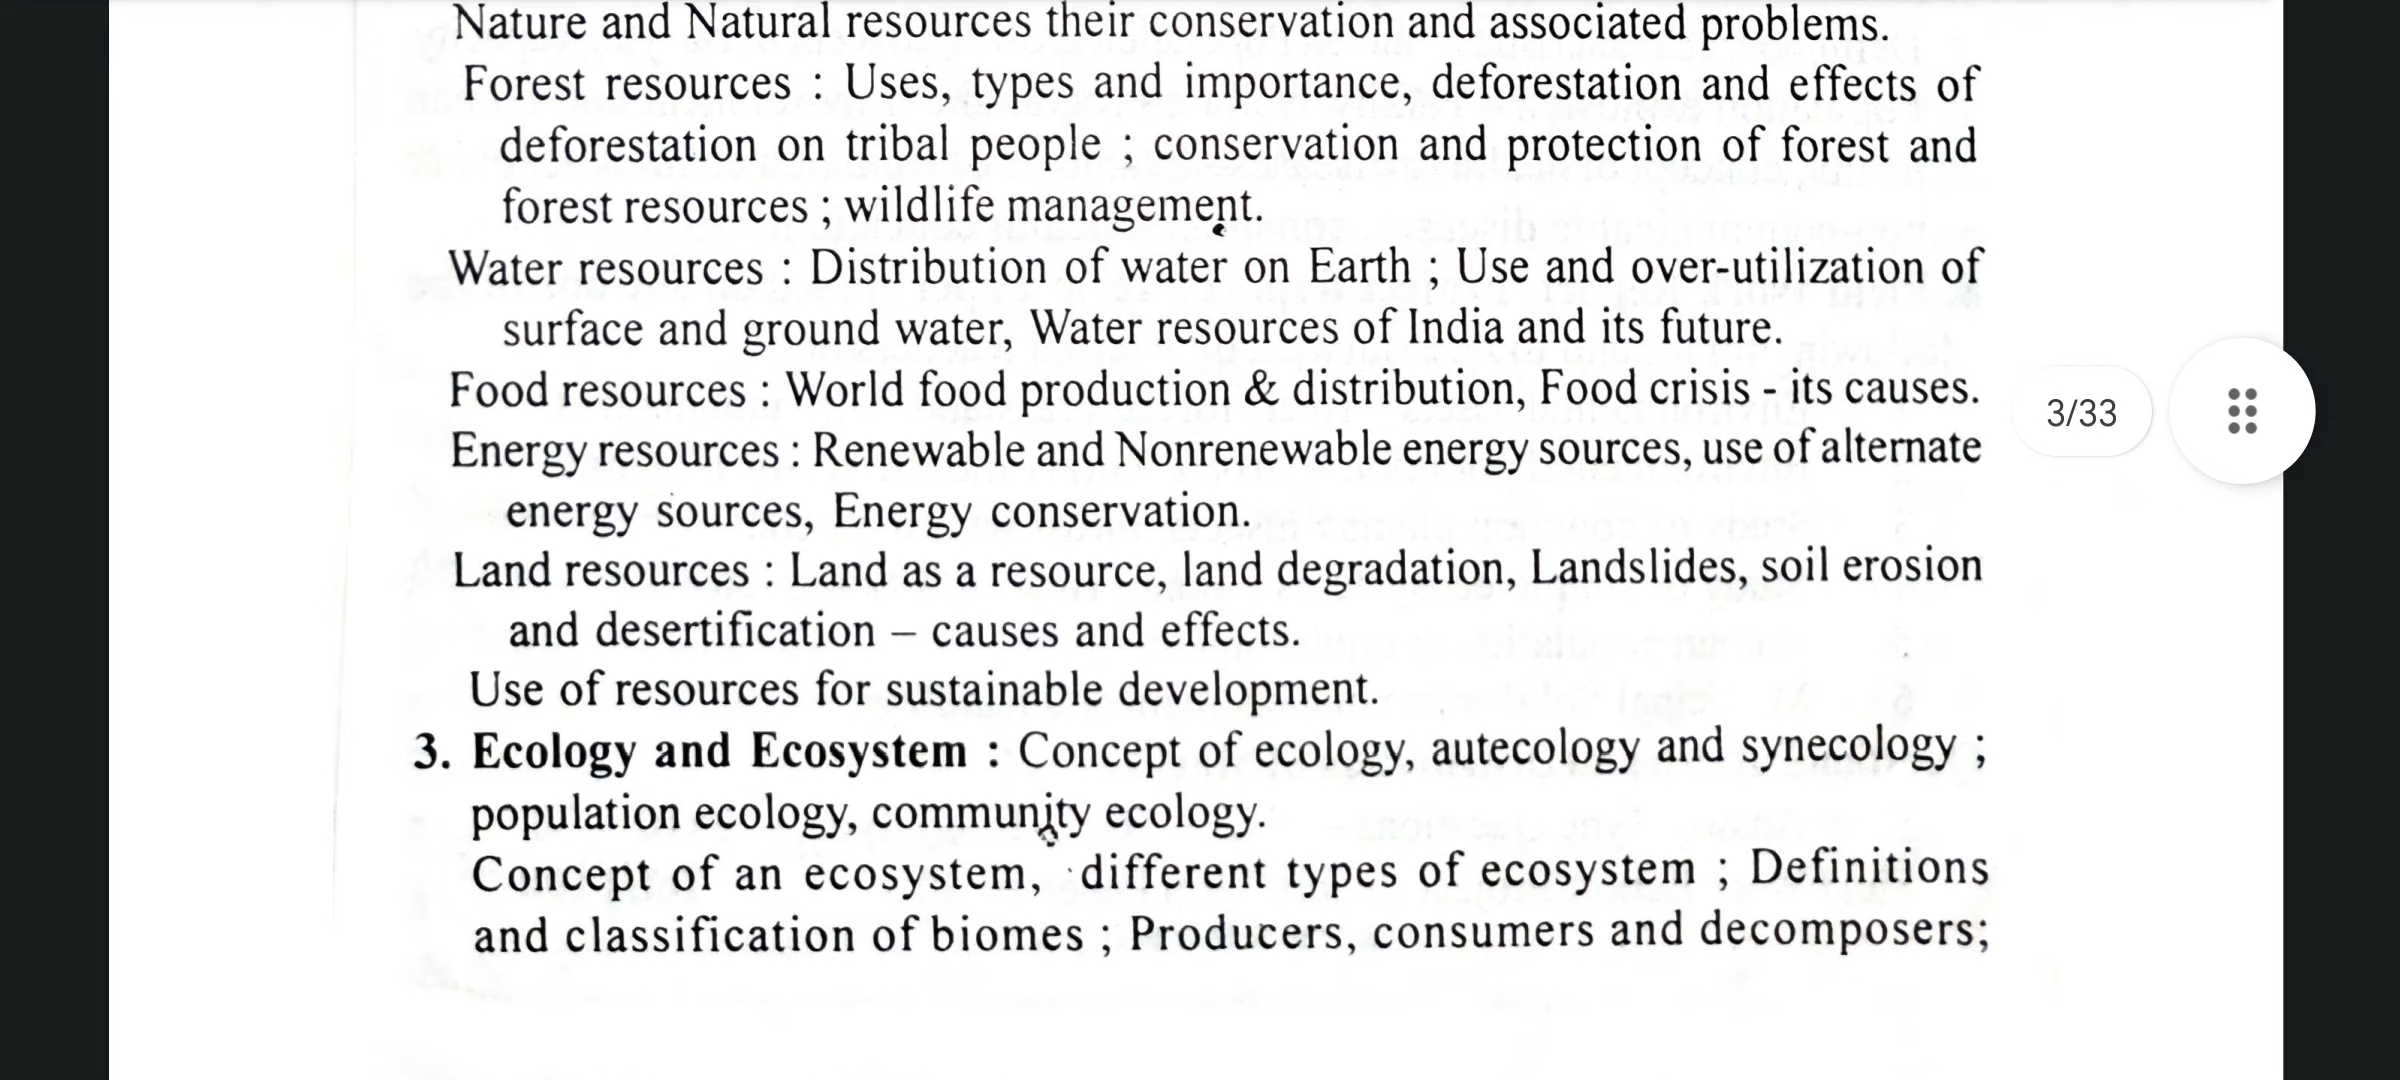 Nature and Natural resources their conservation and associated problems.
Forest resources : Uses, types and importance, deforestation and effects of
deforestation on tribal people ; conservation and protection of forest and
forest resources ; wildlife management.
Water resources : Distribution of water on Earth ; Use and over-utilization of
surface and ground water, Water resources of India and its future.
Food resources : World food production & distribution, Food crisis - its causes.
3/33
Energy resources : Renewable and Nonrenewable energy sources, use of alternate
energy sources, Energy conservation.
Land resources : Land as a resource, land degradation, Landslides, soil erosion
and desertification – causes and effects.
Use of resources for sustainable development.
3. Ecology and Ecosystem : Concept of ecology, autecology and synecology ;
population ecology, community ecology.
Concept of an ecosystem, different types of ecosystem ; Definitions
and classification of biomes ; Producers, consumers and decomposers;